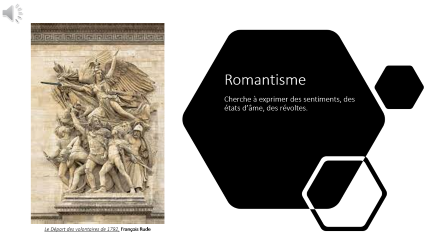 Romantisme
Cherche à exprimer des sentiments, des
états d'âme, des révoltes.
Le Départ des volontaires de 1792, François Rude